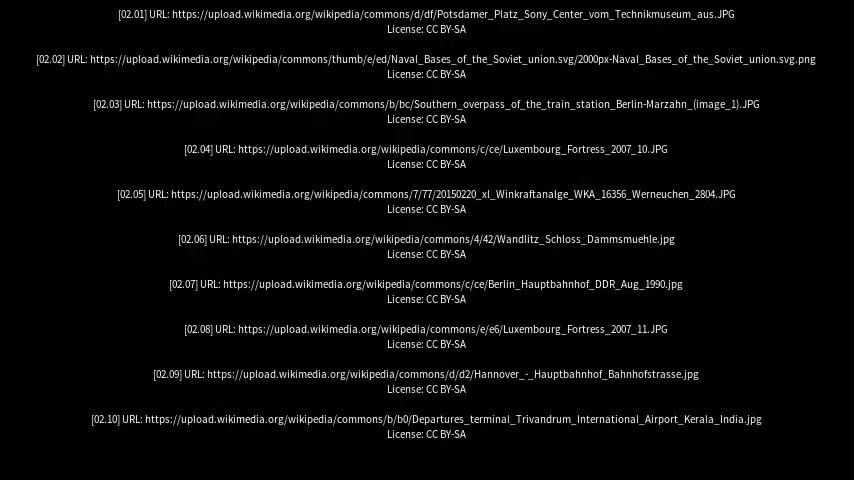 [02.01] URL: https://upload.wikimedia.org/wikipedia/commons/d/df/Potsdamer_Platz_Sony_Center_vom_Technikmuseum_aus.JPG
License: CC BY-SA
[02.02] URL: https://upload.wikimedia.org/wikipedia/commons/thumb/e/ed/Naval_Bases_of_the_Soviet_union.svg/2000px-Naval_Bases_of_the_Soviet_union.svg.png
License: CC BY-SA
[02.03] URL: https://upload.wikimedia.org/wikipedia/commons/b/bc/Southern_overpass_of_the_train_station_Berlin-Marzahn_(image_1).JPG
License: CC BY-SA
[02.04] URL: https://upload.wikimedia.org/wikipedia/commons/c/ce/Luxembourg_Fortress_2007_10.JPG
License: CC BY-SA
[02.05] URL: https://upload.wikimedia.org/wikipedia/commons/7/77/20150220_xl_Winkraftanalge_WKA_16356_Werneuchen_2804.JPG
License: CC BY-SA
[02.06] URL: https://upload.wikimedia.org/wikipedia/commons/4/42/Wandlitz_Schloss_Dammsmuehle.jpg
License: CC BY-SA
[02.07] URL: https://upload.wikimedia.org/wikipedia/commons/c/ce/Berlin_Hauptbahnhof_DDR_Aug_1990.jpg
License: CC BY-SA
[02.08] URL: https://upload.wikimedia.org/wikipedia/commons/e/e6/Luxembourg_Fortress_2007_11.JPG
License: CC BY-SA
[02.09] URL: https://upload.wikimedia.org/wikipedia/commons/d/d2/Hannover_-_Hauptbahnhof_Bahnhofstrasse.jpg
License: CC BY-SA
[02.10] URL: https://upload.wikimedia.org/wikipedia/commons/b/b0/Departures_terminal_Trivandrum_International_Airport_Kerala_India.jpg
License: CC BY-SA